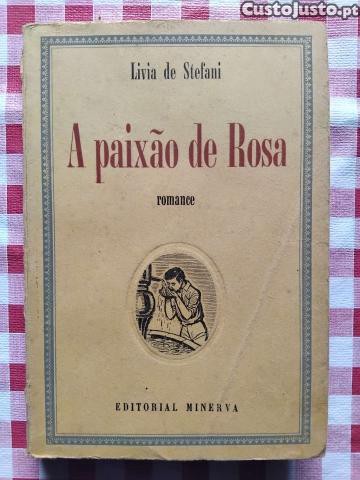 CustoJusto.pt
Livia de Stefani
A paixão de Rosa
romance
EDITORIAL MINERVA